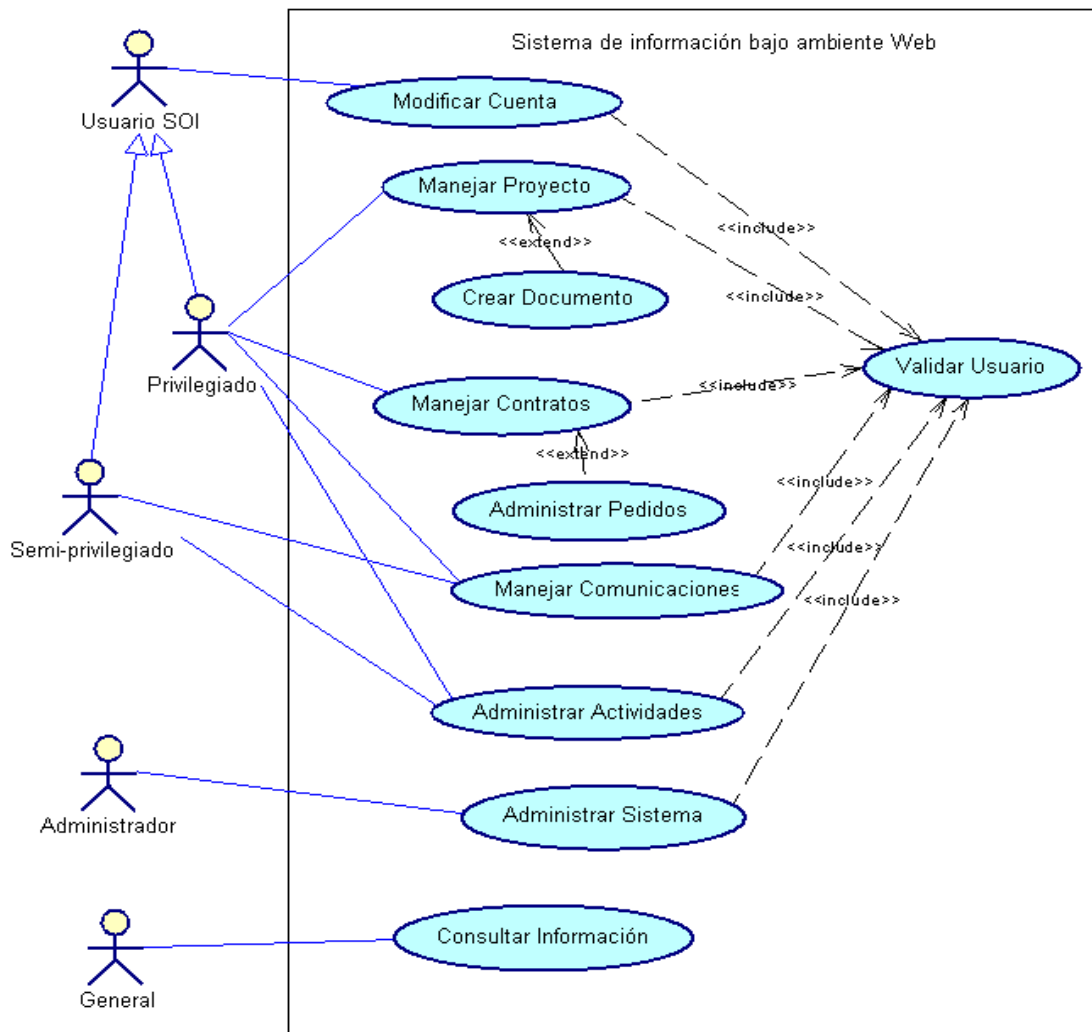 Sistema de información bajo ambiente Web
Modificar Cuenta
Usuario SOI
Manejar Proyecto
<<include>>
<<extend>>
Crear Documento
<<include>>
Privilegiado
Validar Usuario
<<include>>
Manejar Contratos
<<extend>>
<<include>>
Administrar Pedidos
Semi-privilegiado
<<include>>
Manejar Comunicaciones
<<include>>
Administrar Actividades
Administrador
Administrar Sistema
Consultar Información
General